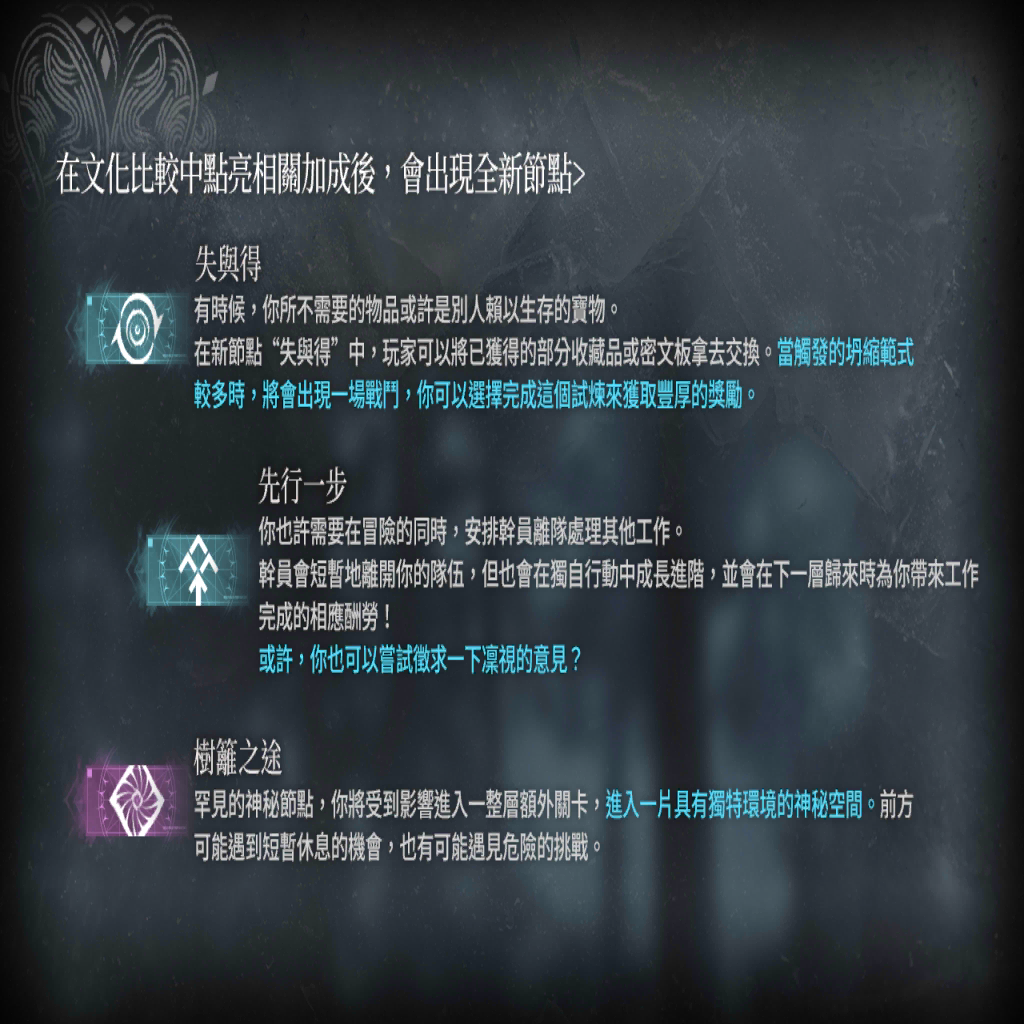 在文化比較中點亮相關加成後，會出現全新節點>
失與得
有時候，你所不需要的物品或許是別人賴以生存的寶物。
在新節點“失與得”中，玩家可以將已獲得的部分收藏品或密文板拿去交換。當觸發的坍縮範式
較多時，將會出現一場戰鬥，你可以選擇完成這個試煉來獲取豐厚的獎勵。
先行一步
你也許需要在冒險的同時，安排幹員離隊處理其他工作。
幹員會短暫地離開你的隊伍，但也會在獨自行動中成長進階，並會在下一層歸來時為你帶來工作
完成的相應酬勞！
或許，你也可以嘗試徵求一下凜視的意見？
樹籬之途
罕見的神秘節點，你將受到影響進入一整層額外關卡，進入一片具有獨特環境的神秘空間。前方
可能遇到短暫休息的機會，也有可能遇見危險的挑戰。